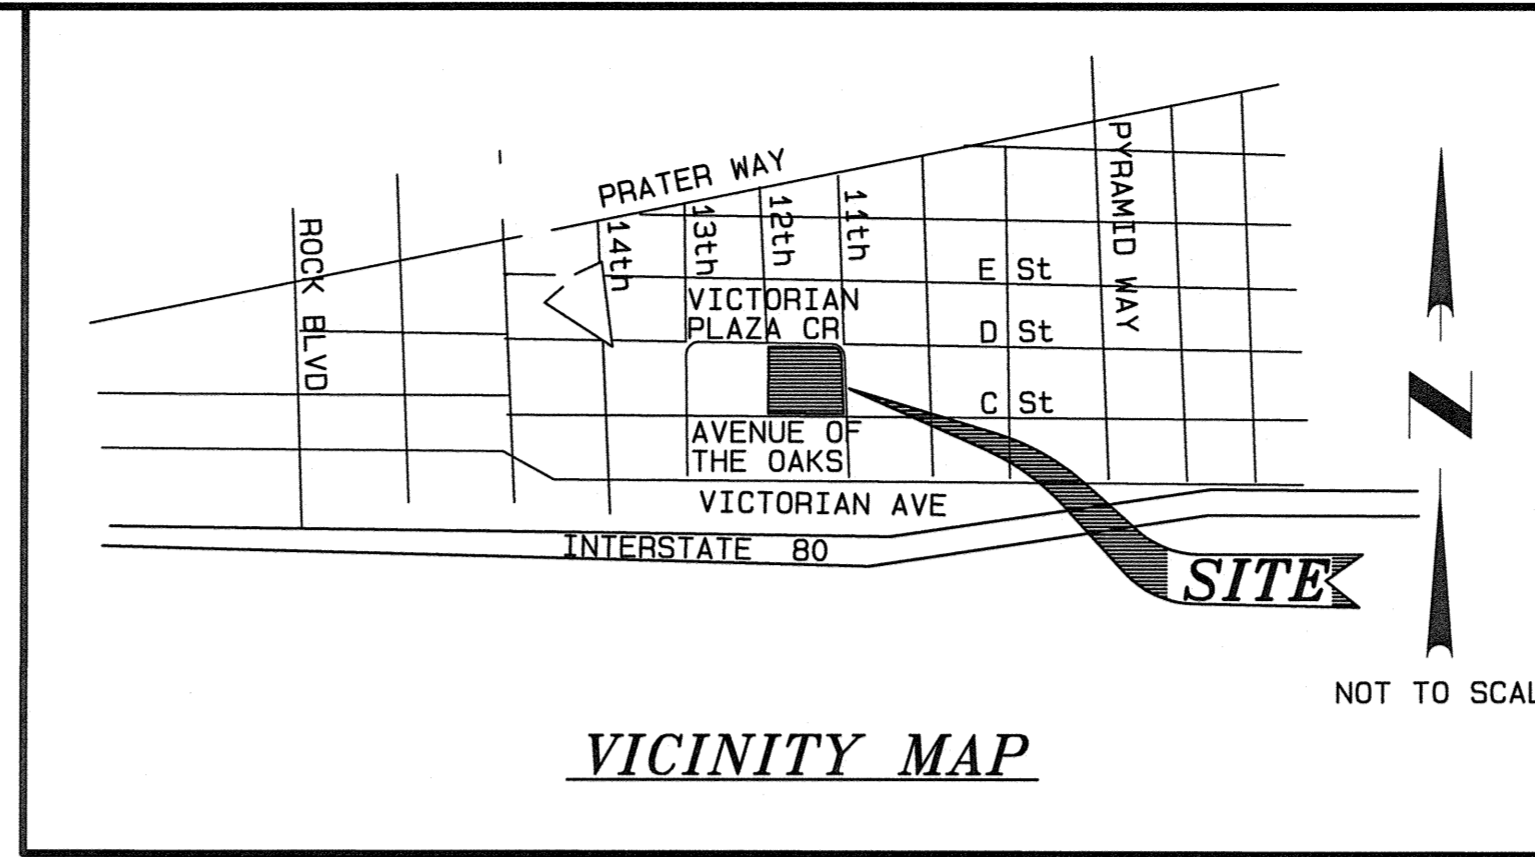 PRATER WAY
ROCK BLVD
14th
13th
12th
11th
PYRAMID WAY
E St
VICTORIAN
PLAZA CR
D St
C St
AVENUE OF
THE OAKS
VICTORIAN AVE
INTERSTATE 80
SITE
N
NOT TO SCAL
VICINITY MAP